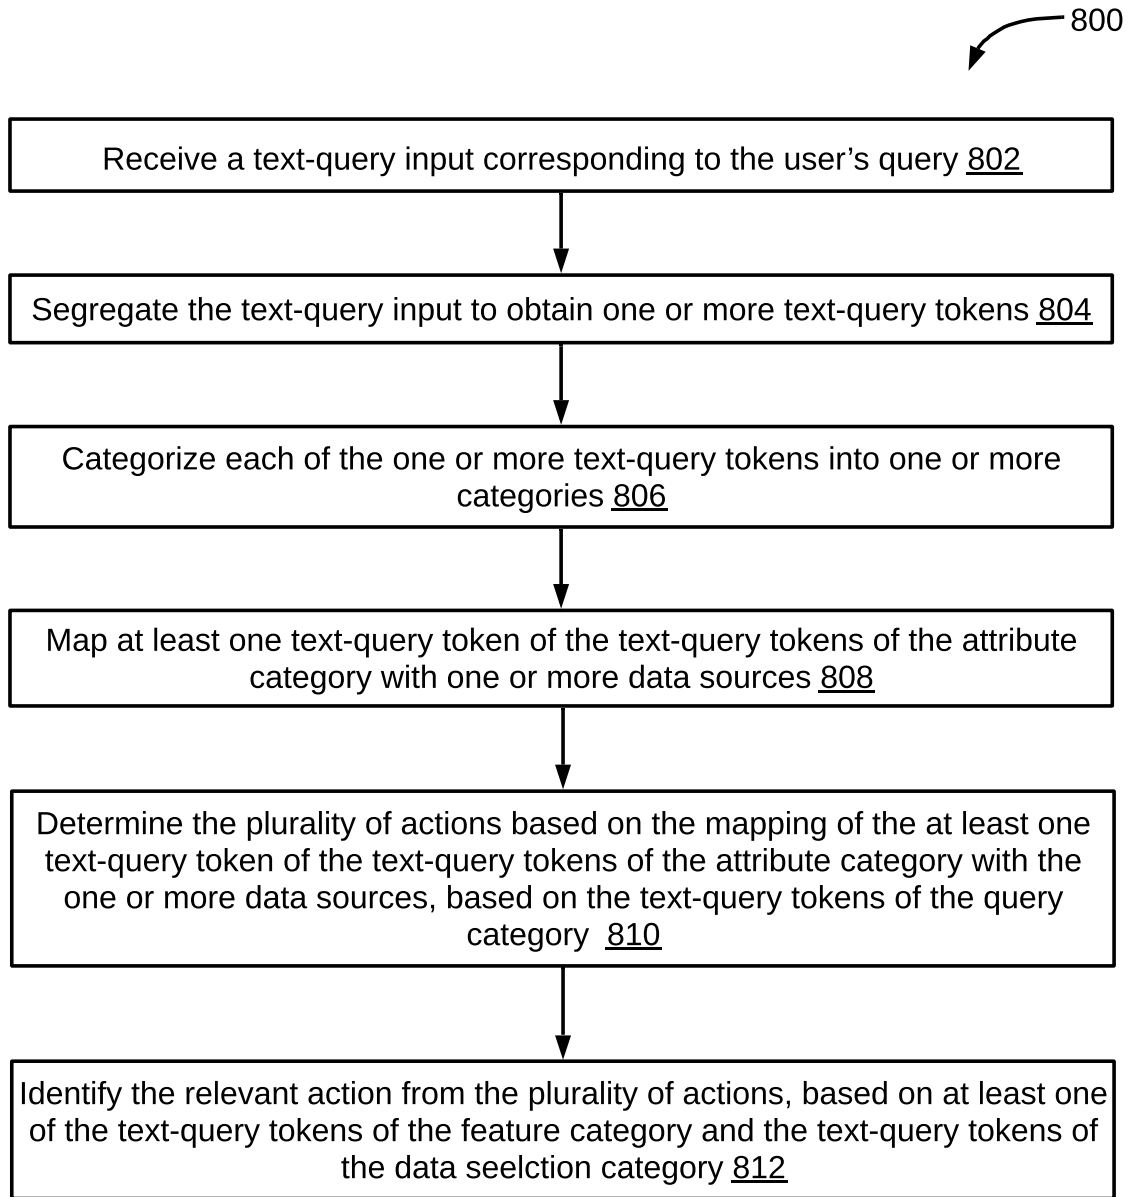 800
Receive a text-query input corresponding to the user’s query 802
Segregate the text-query input to obtain one or more text-query tokens 804
Categorize each of the one or more text-query tokens into one or more
categories 806
Map at least one text-query token of the text-query tokens of the attribute
category with one or more data sources 808
Determine the plurality of actions based on the mapping of the at least one
text-query token of the text-query tokens of the attribute category with the
one or more data sources, based on the text-query tokens of the query
category 810
Identify the relevant action from the plurality of actions, based on at least one
of the text-query tokens of the feature category and the text-query tokens of
the data seelction category 812